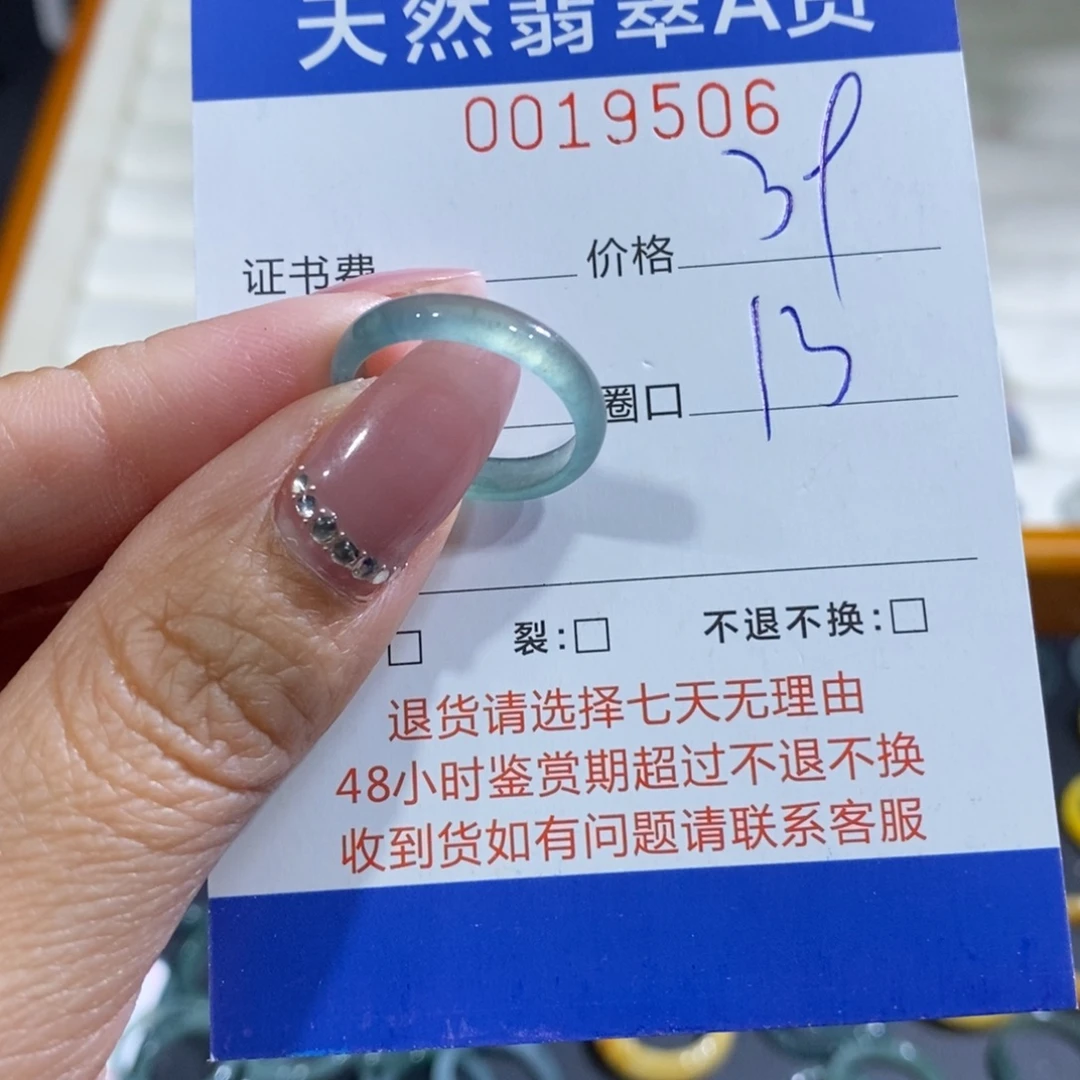 天然翡翠A货
0019506
证书费 价格 39
圈口 13
裂:□ 不退不换:□
退货请选择七天无理由
48小时鉴赏期超过不退不换
收到货如有问题请联系客服